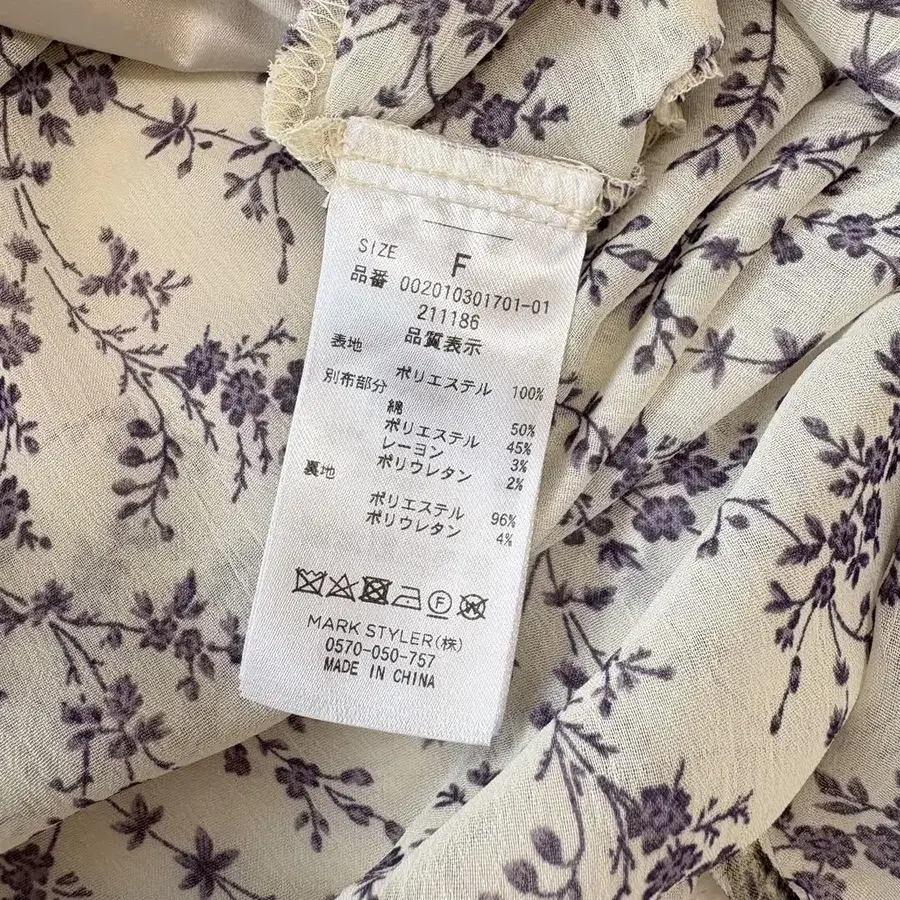 SIZE F
品番 002010301701-01
211186
品質表示
表地
ポリエステル 100%
別布部分
綿 50%
ポリエステル 45%
レーヨン 3%
ポリウレタン 2%
裏地
ポリエステル 96%
ポリウレタン 4%
F W
MARK STYLER(株)
0570-050-757
MADE IN CHINA